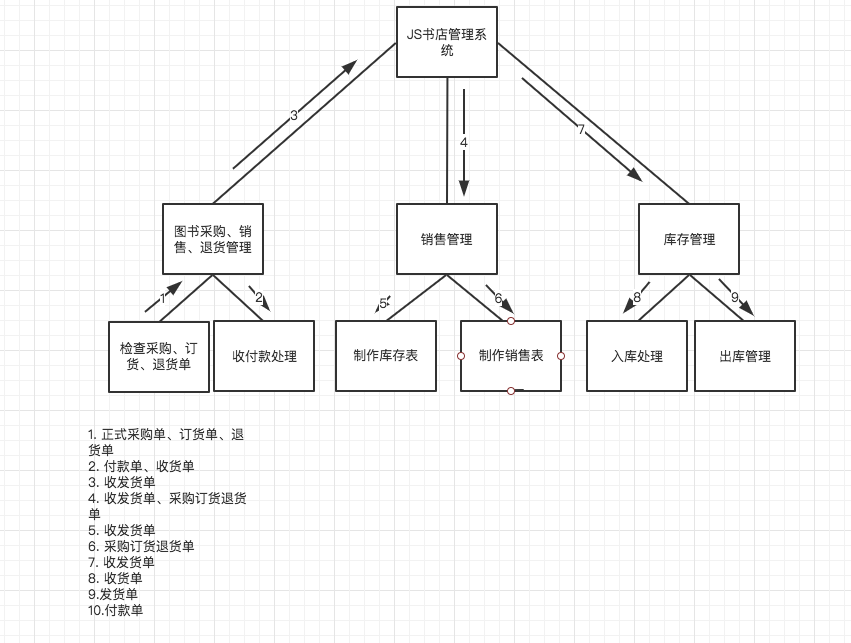 JS书店管理系
统
3
4
7
图书采购、销
售、退货管理
销售管理
库存管理
1
2
5
6
8
9
检查采购、订
货、退货单
收付款处理
制作库存表
制作销售表
入库处理
出库管理
1. 正式采购单、订货单、退
货单
2. 付款单、收货单
3. 收发货单
4. 收发货单、采购订货退货
单
5. 收发货单
6. 采购订货退货单
7. 收发货单
8. 收货单
9.发货单
10.付款单